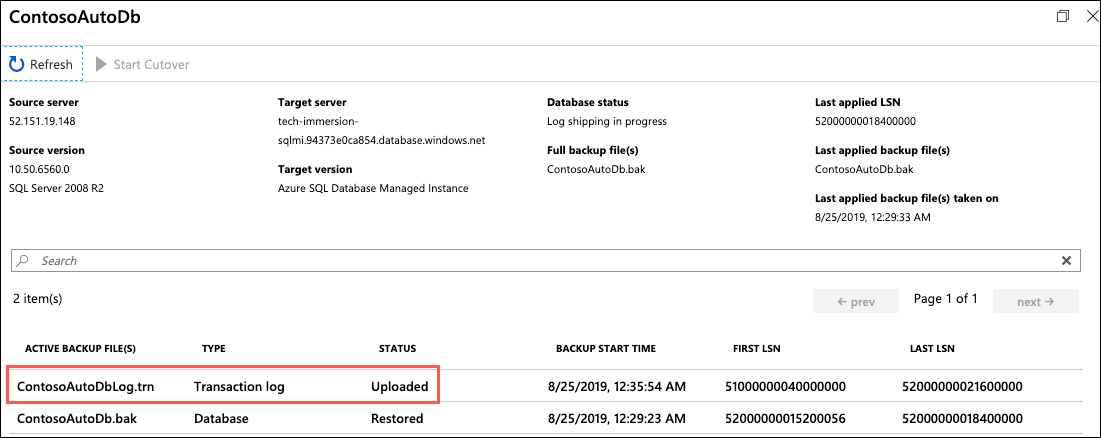 ContosoAutoDb
Refresh Start Cutover
Source server Target server Database status Last applied LSN
52.151.19.148 tech-immersion- Log shipping in progress 52000000018400000
sqlmi.94373e0ca854.database.windows.net
Source version Full backup file(s) Last applied backup file(s)
10.50.6560.0 Target version ContosoAutoDb.bak ContosoAutoDb.bak
SQL Server 2008 R2 Azure SQL Database Managed Instance
Last applied backup file(s) taken on
8/25/2019, 12:29:33 AM
Search
2 item(s) ← prev Page 1 of 1 next →
ACTIVE BACKUP FILE(S) TYPE STATUS BACKUP START TIME FIRST LSN LAST LSN
ContosoAutoDbLog.trn Transaction log Uploaded 8/25/2019, 12:35:54 AM 51000000040000000 52000000021600000
ContosoAutoDb.bak Database Restored 8/25/2019, 12:29:23 AM 52000000015200056 52000000018400000